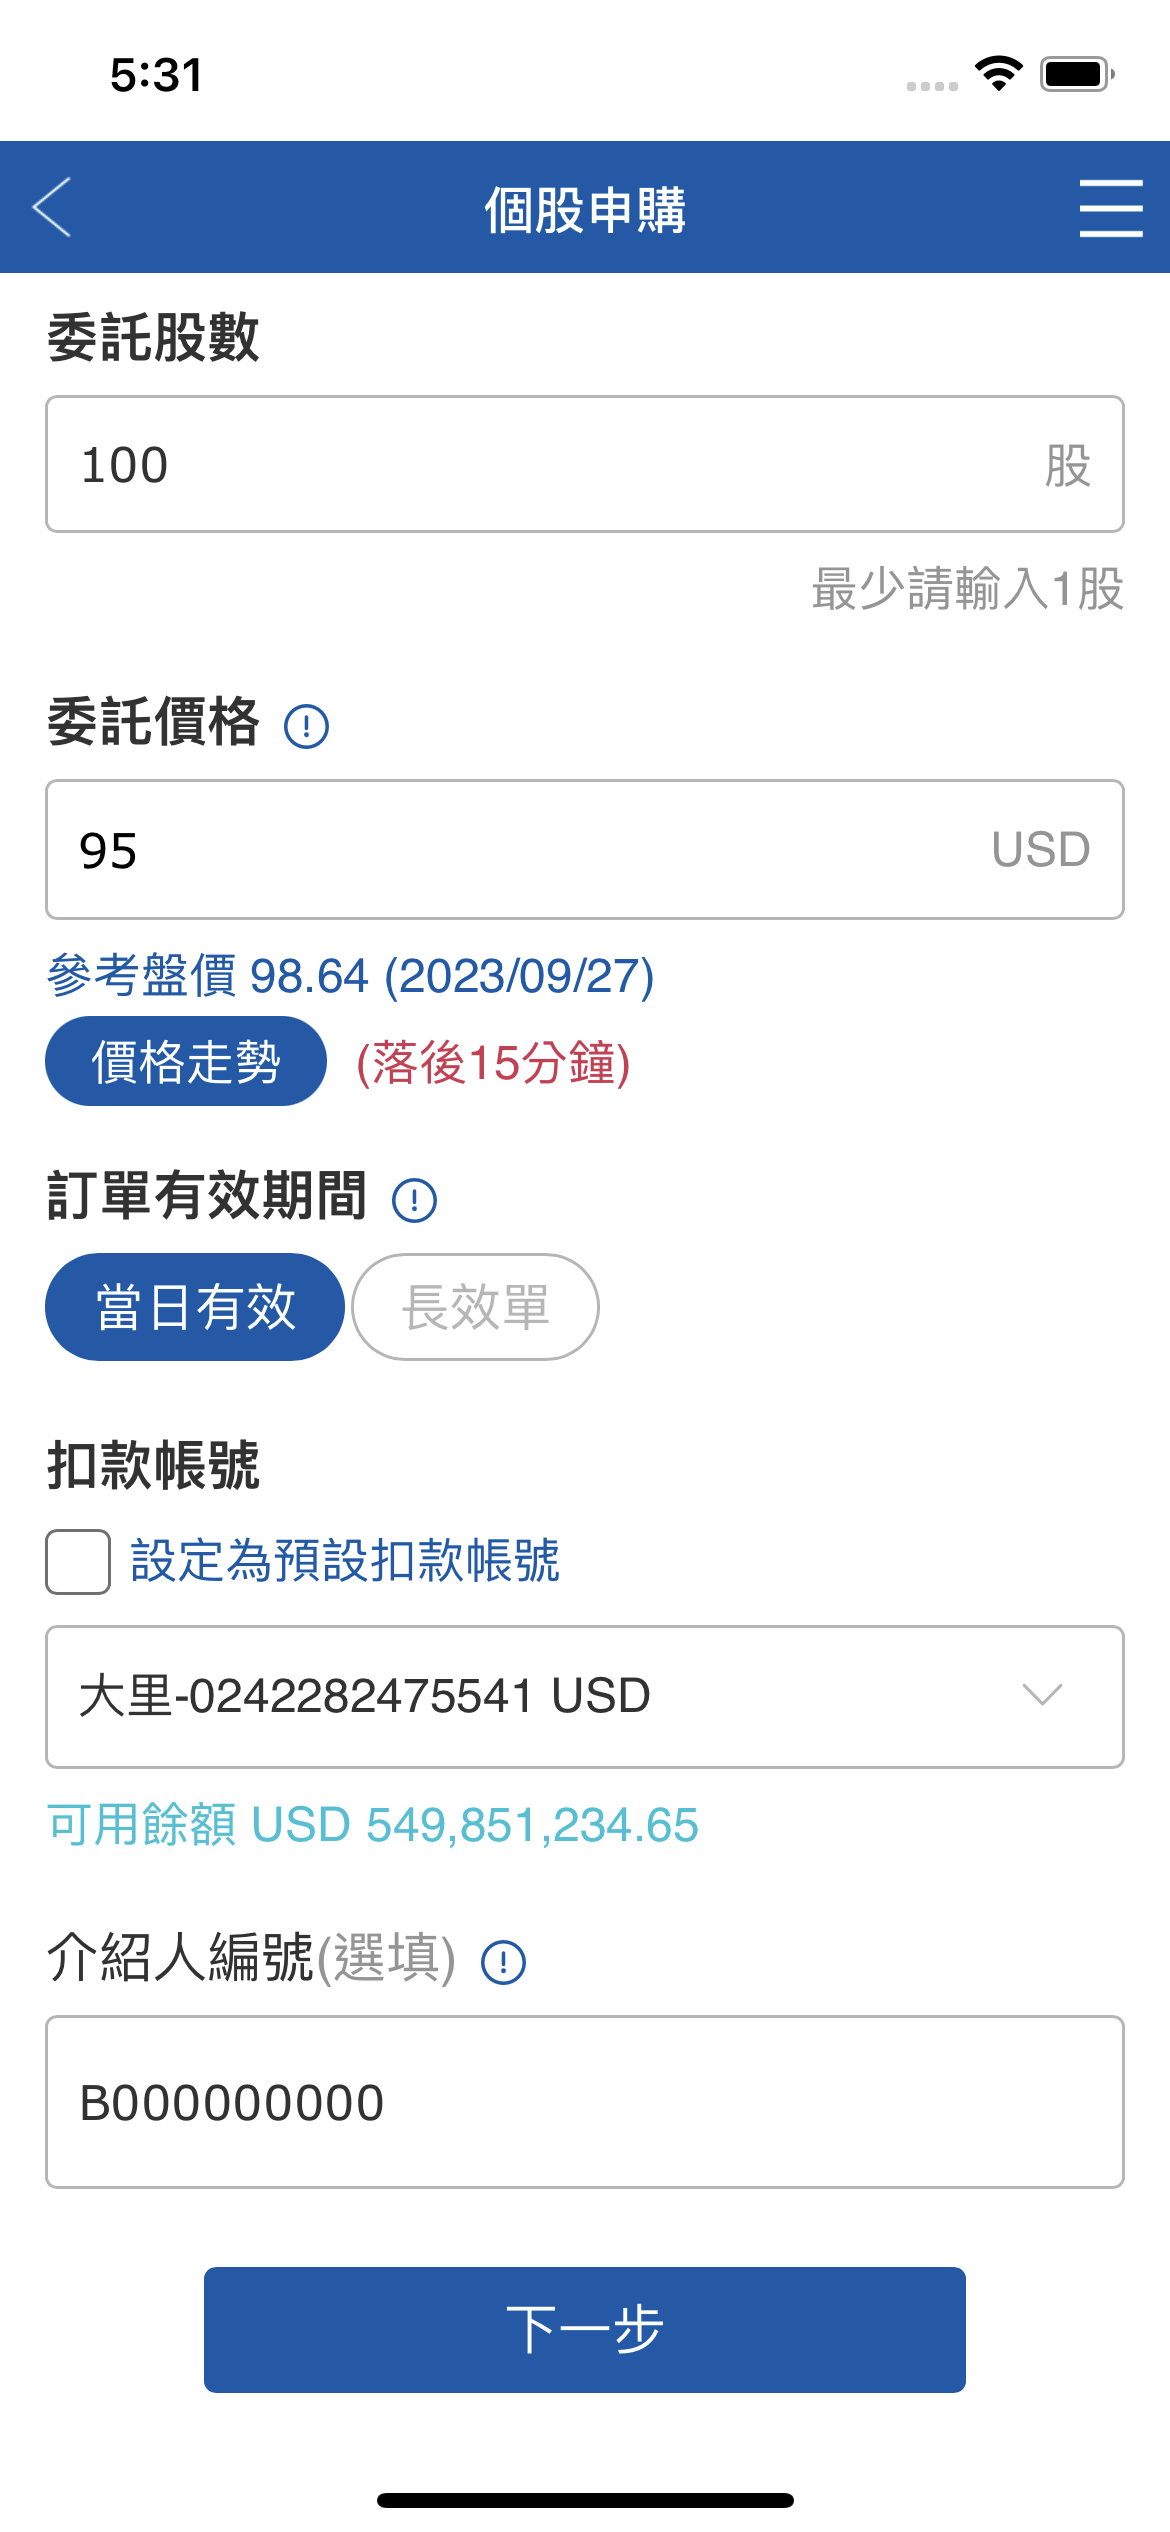 5:31
個股申購
委託股數
100 股
最少請輸入1股
委託價格
95 USD
參考盤價 98.64 (2023/09/27)
價格走勢 (落後15分鐘)
訂單有效期間
當日有效 長效單
扣款帳號
設定為預設扣款帳號
大里-0242282475541 USD
可用餘額 USD 549,851,234.65
介紹人編號(選填)
B000000000
下一步